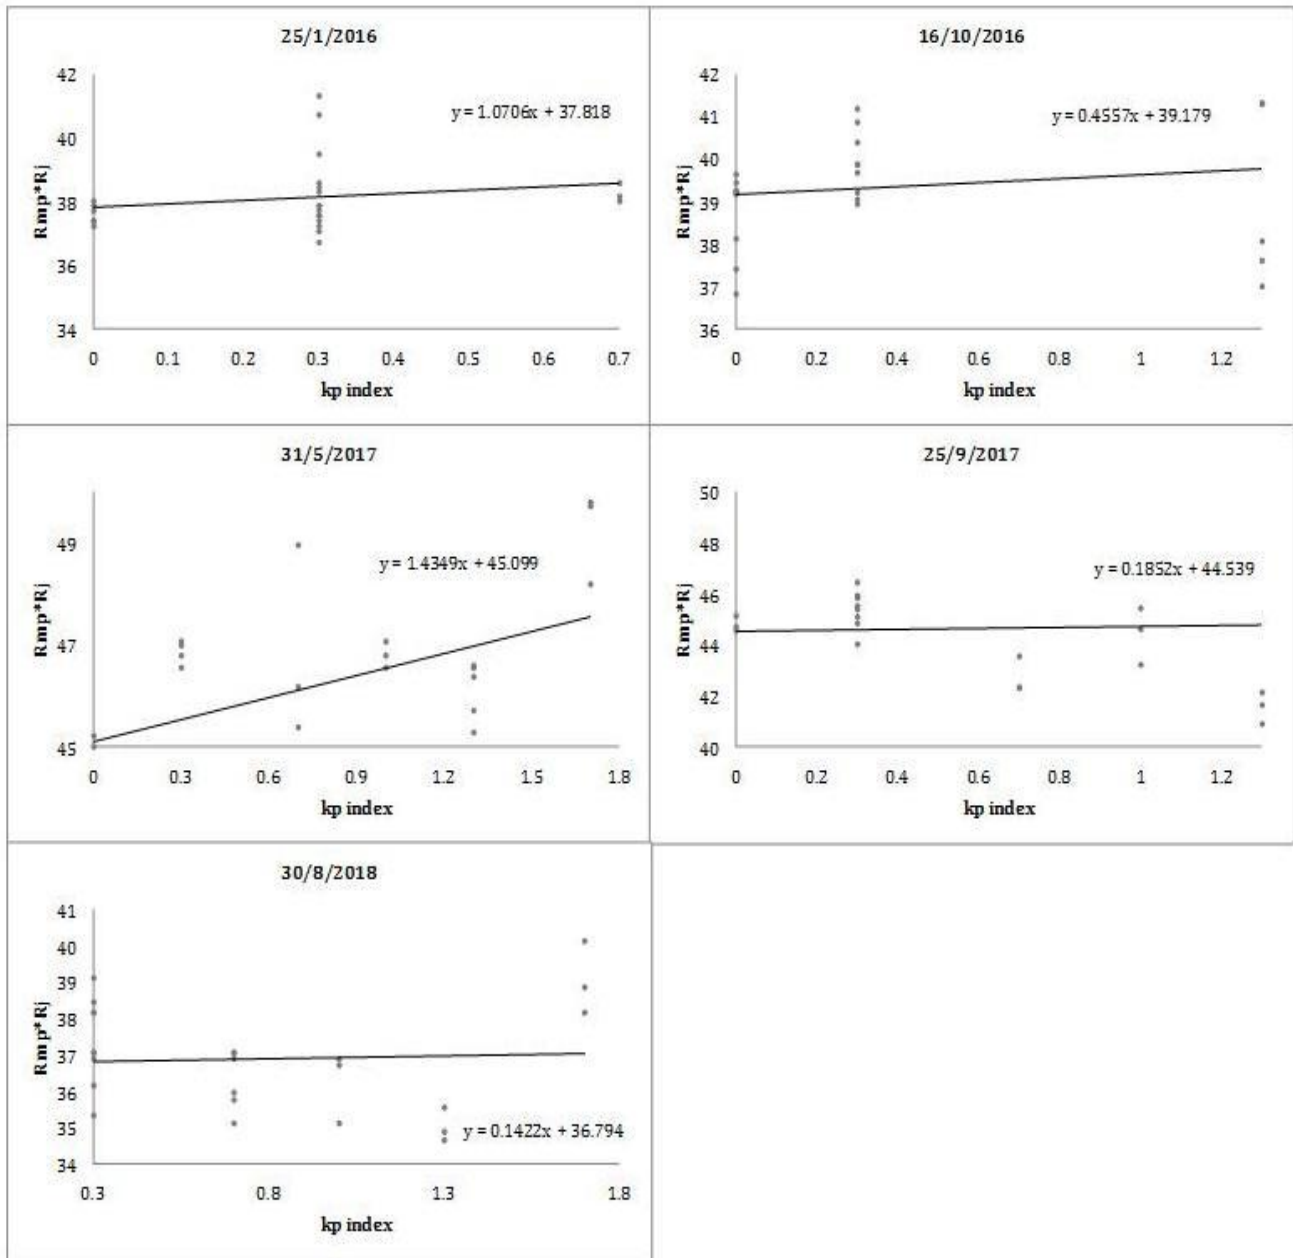 25/1/2016
42
40
38
36
34
Rmp*Rj
y = 1.0706x + 37.818
0 0.1 0.2 0.3 0.4 0.5 0.6 0.7
kp index
16/10/2016
42
41
40
39
38
37
36
Rmp*Rj
y = 0.4557x + 39.179
0 0.2 0.4 0.6 0.8 1 1.2
kp index
31/5/2017
49
47
45
Rmp*Rj
y = 1.4349x + 45.099
0 0.3 0.6 0.9 1.2 1.5 1.8
kp index
25/9/2017
50
48
46
44
42
40
Rmp*Rj
y = 0.1852x + 44.539
0 0.2 0.4 0.6 0.8 1 1.2
kp index
30/8/2018
41
40
39
38
37
36
35
34
Rmp*Rj
y = 0.1422x + 36.794
0.3 0.8 1.3 1.8
kp index